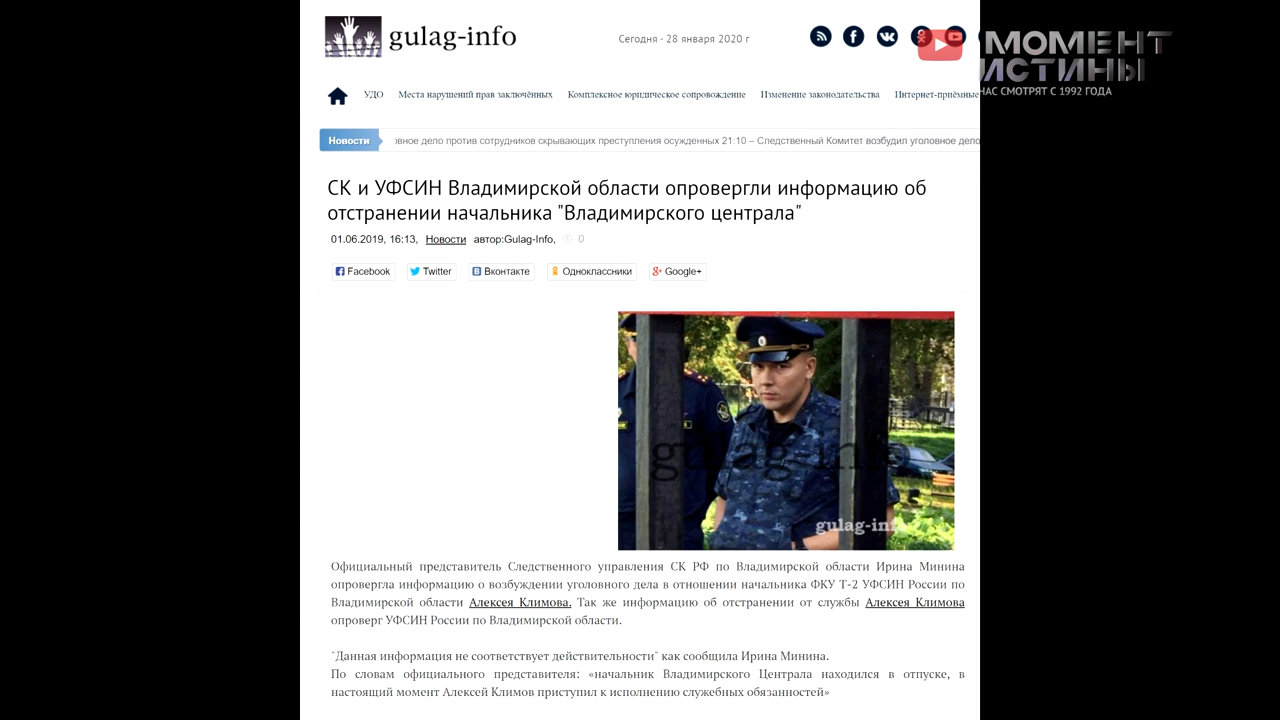 gulag-info
Сегодня · 28 января 2020 г
МОМЕНТ
ИСТИНЫ
НАС СМОТРЯТ С 1992 ГОДА
УДО Места нарушений прав заключённых Комплексное юридическое сопровождение Изменение законодательства Интернет-приёмные
Новости овное дело против сотрудников скрывающих преступления осужденных 21:10 – Следственный Комитет возбудил уголовное дело
СК и УФСИН Владимирской области опровергли информацию об
отстранении начальника "Владимирского централа"
01.06.2019, 16:13, Новости автор:Gulag-Info, 0
Facebook Twitter Вконтакте Одноклассники Google+
gulag-info
gulag-info
Официальный представитель Следственного управления СК РФ по Владимирской области Ирина Минина
опровергла информацию о возбуждении уголовного дела в отношении начальника ФКУ Т-2 УФСИН России по
Владимирской области Алексея Климова. Так же информацию об отстранении от службы Алексея Климова
опроверг УФСИН России по Владимирской области.
"Данная информация не соответствует действительности" как сообщила Ирина Минина.
По словам официального представителя: «начальник Владимирского Централа находился в отпуске, в
настоящий момент Алексей Климов приступил к исполнению служебных обязанностей»